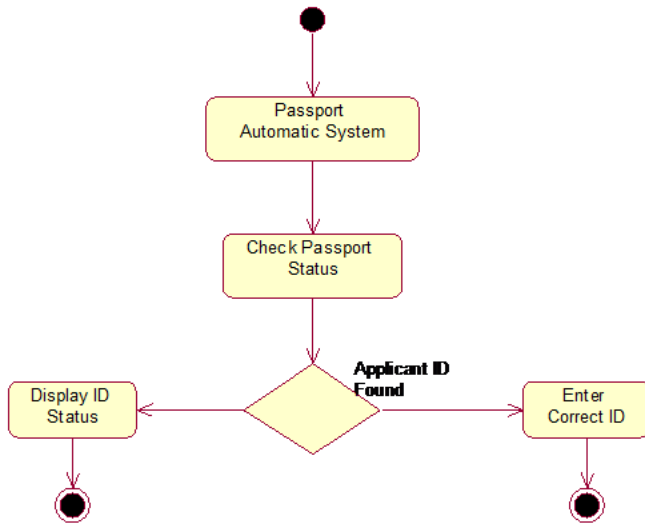 Passport
Automatic System
Check Passport
Status
Applicant ID
Found
Display ID
Status
Enter
Correct ID